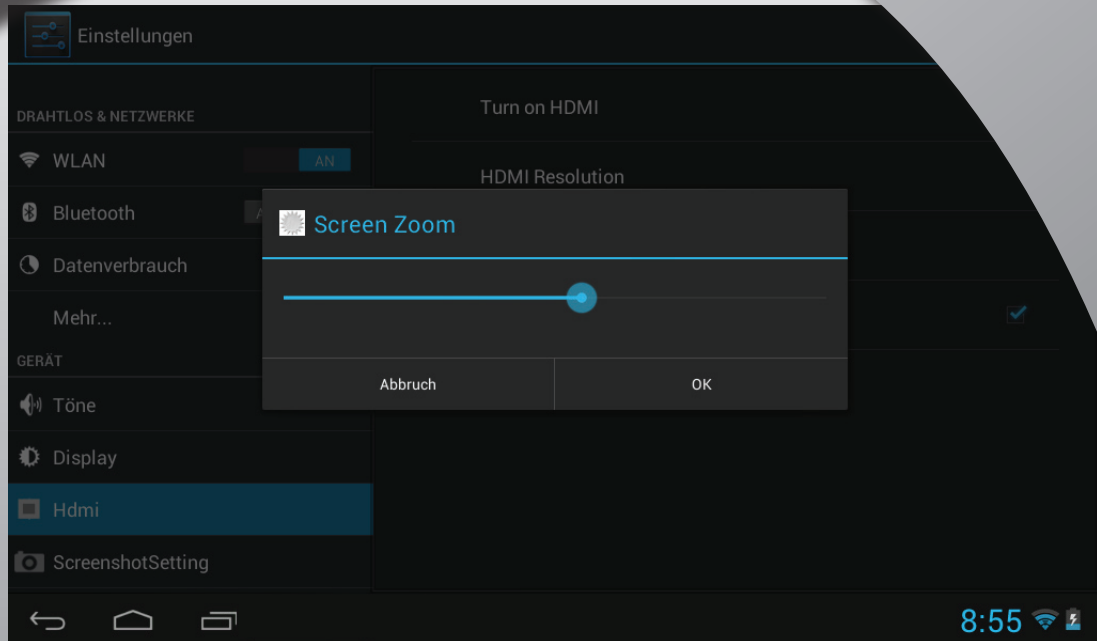 Einstellungen
DRAHTLOS & NETZWERKE
WLAN
AN
Bluetooth
Datenverbrauch
Mehr...
GERÄT
Töne
Display
Hdmi
ScreenshotSetting
Turn on HDMI
HDMI Resolution
Screen Zoom
Abbruch
OK
8:55